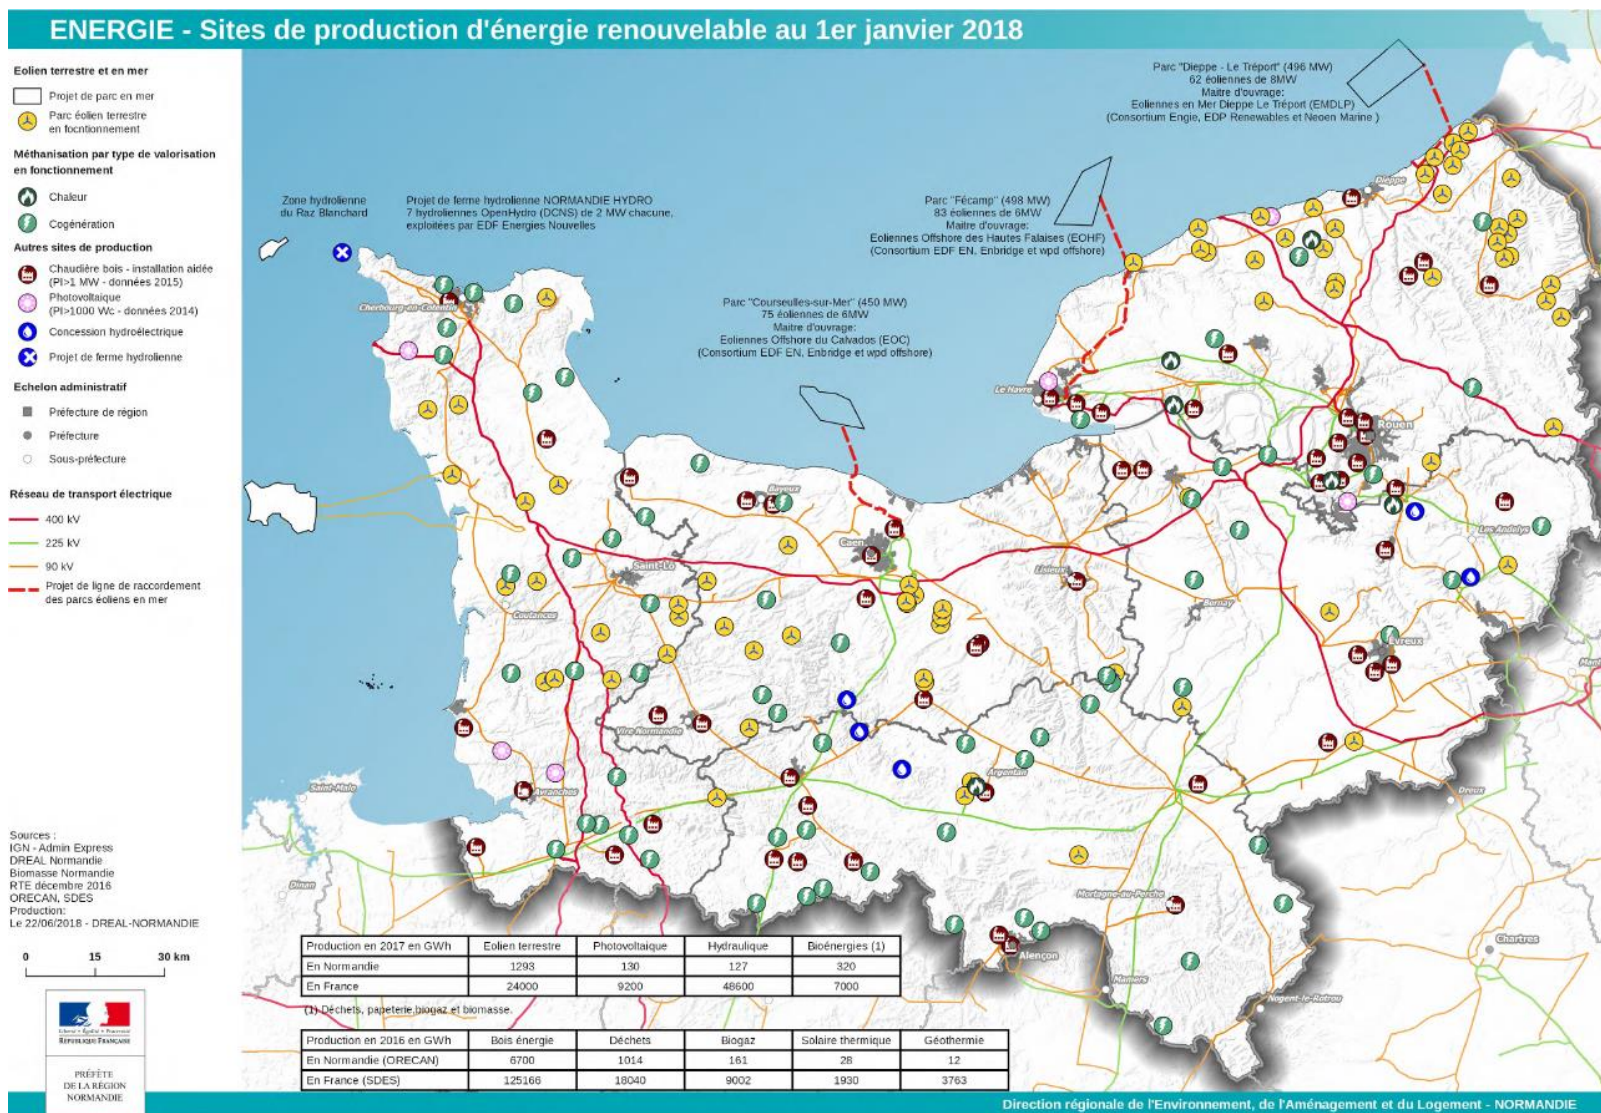 ENERGIE - Sites de production d'énergie renouvelable au 1er janvier 2018
Eolien terrestre et en mer
Projet de parc en mer
Parc éolien terrestre
en focntionnement
Méthanisation par type de valorisation
en fonctionnement
Chaleur
Cogénération
Autres sites de production
Chaudière bois - installation aidée
(PI>1 MW - données 2015)
Photovoltaique
(PI>1000 Wc - données 2014)
Concession hydroélectrique
Projet de ferme hydrolienne
Echelon administratif
Préfecture de région
Préfecture
Sous-préfecture
Réseau de transport électrique
400 kV
225 kV
90 kV
Projet de ligne de raccordement
des parcs éoliens en mer
Sources :
IGN - Admin Express
DREAL Normandie
Biomasse Normandie
RTE décembre 2016
ORECAN, SDES
Production:
Le 22/06/2018 - DREAL-NORMANDIE
0 15 30 km
Liberté • Égalité • Fraternité
RÉPUBLIQUE FRANÇAISE
PRÉFÈTE
DE LA RÉGION
NORMANDIE
Parc "Dieppe - Le Tréport" (496 MW)
62 éoliennes de 8MW
Maitre d'ouvrage:
Eoliennes en Mer Dieppe Le Tréport (EMDLP)
(Consortium Engie, EDP Renewables et Neoen Marine )
Zone hydrolienne
du Raz Blanchard
Projet de ferme hydrolienne NORMANDIE HYDRO
7 hydroliennes OpenHydro (DCNS) de 2 MW chacune,
exploitées par EDF Energies Nouvelles
Parc "Fécamp" (498 MW)
83 éoliennes de 6MW
Maitre d'ouvrage:
Eoliennes Offshore des Hautes Falaises (EOHF)
(Consortium EDF EN, Enbridge et wpd offshore)
Parc "Courseulles-sur-Mer" (450 MW)
75 éoliennes de 6MW
Maitre d'ouvrage:
Eoliennes Offshore du Calvados (EOC)
(Consortium EDF EN, Enbridge et wpd offshore)
Dieppe
Cherbourg-en-Cotentin
Le Havre
Rouen
Bayeux
Les Andelys
Caen
Saint-Lô
Lisieux
Bernay
Coutances
Évreux
Vire Normandie
Argentan
Avranches
Saint-Malo
Dreux
Dinan
Mortagne-au-Perche
Chartres
Alençon
Mamers
Nogent-le-Rotrou
Production en 2017 en GWh Eolien terrestre Photovoltaique Hydraulique Bioénergies (1)
En Normandie 1293 130 127 320
En France 24000 9200 48600 7000
(1) Déchets, papeterie,biogaz et biomasse.
Production en 2016 en GWh Bois énergie Déchets Biogaz Solaire thermique Géothermie
En Normandie (ORECAN) 6700 1014 161 28 12
En France (SDES) 125166 18040 9002 1930 3763
Direction régionale de l'Environnement, de l'Aménagement et du Logement - NORMANDIE